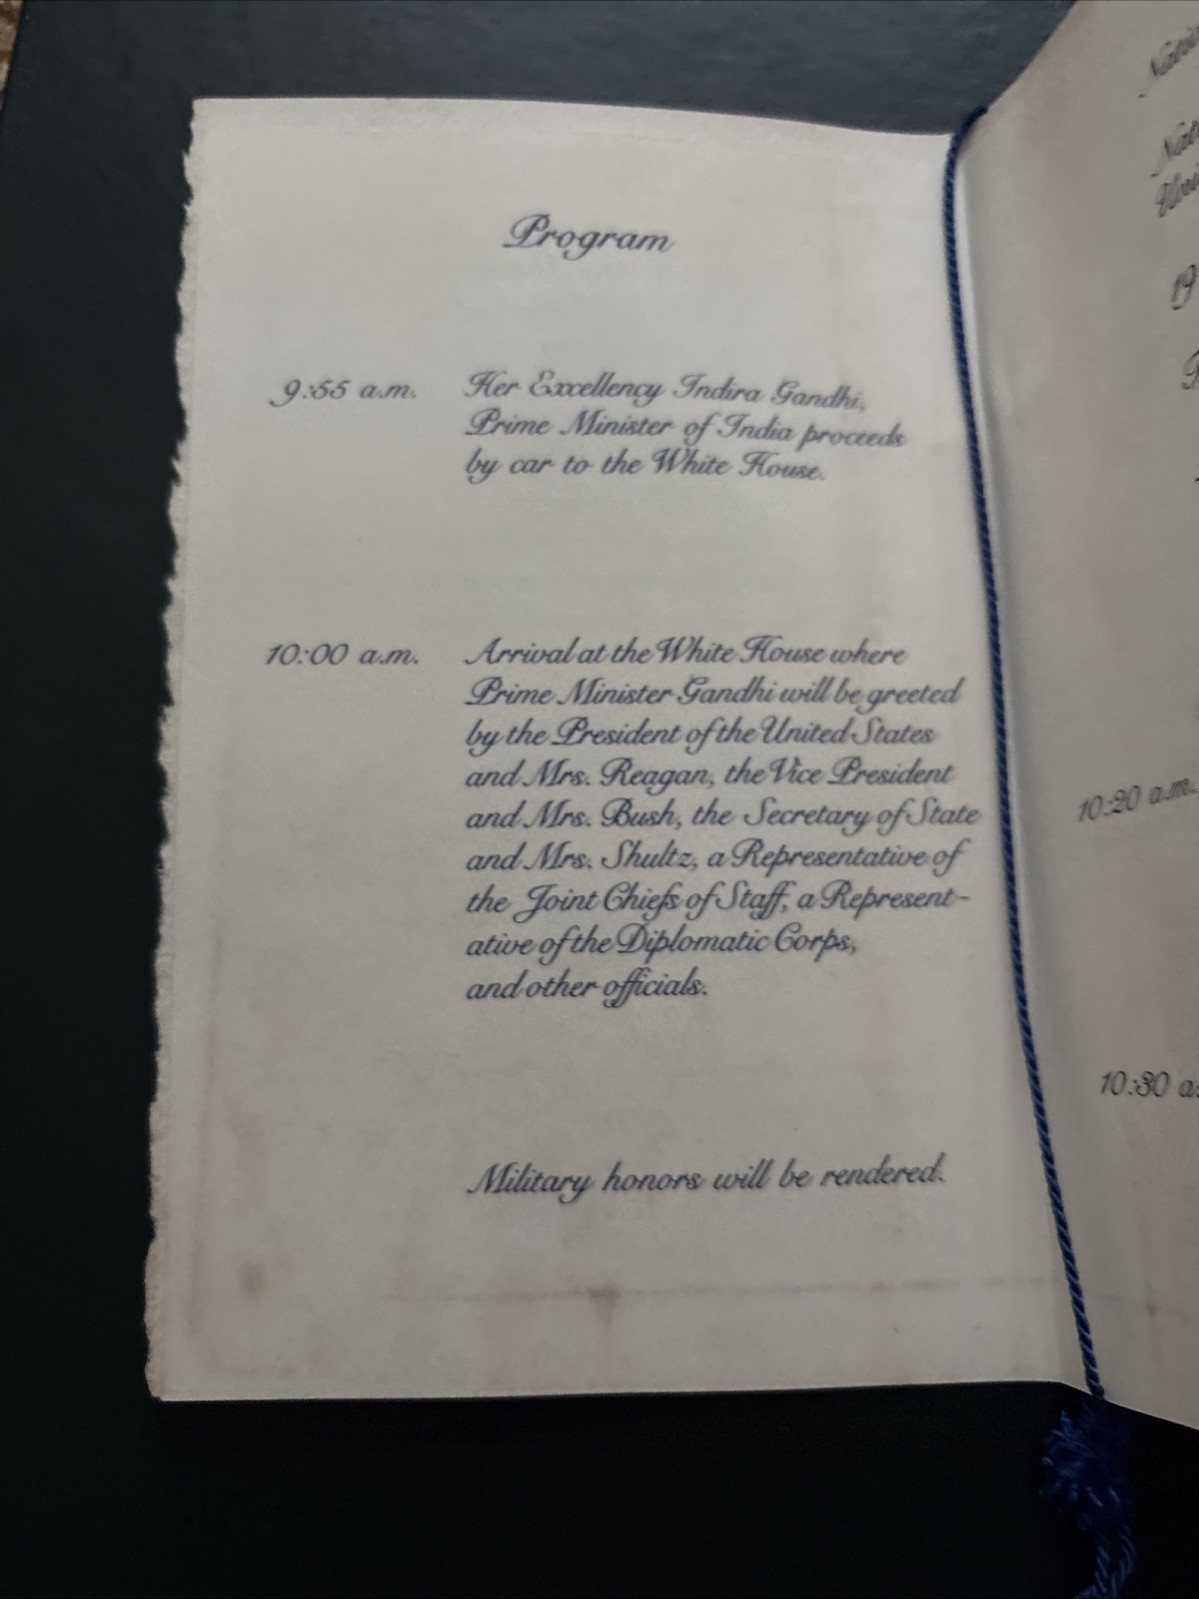 Program
9:55 a.m. Her Excellency Indira Gandhi,
Prime Minister of India proceeds
by car to the White House.
10:00 a.m. Arrival at the White House where
Prime Minister Gandhi will be greeted
by the President of the United States
and Mrs. Reagan, the Vice President
and Mrs. Bush, the Secretary of State
and Mrs. Shultz, a Representative of
the Joint Chiefs of Staff, a Represent-
ative of the Diplomatic Corps,
and other officials.
Military honors will be rendered.
10:20 a.m.
10:30